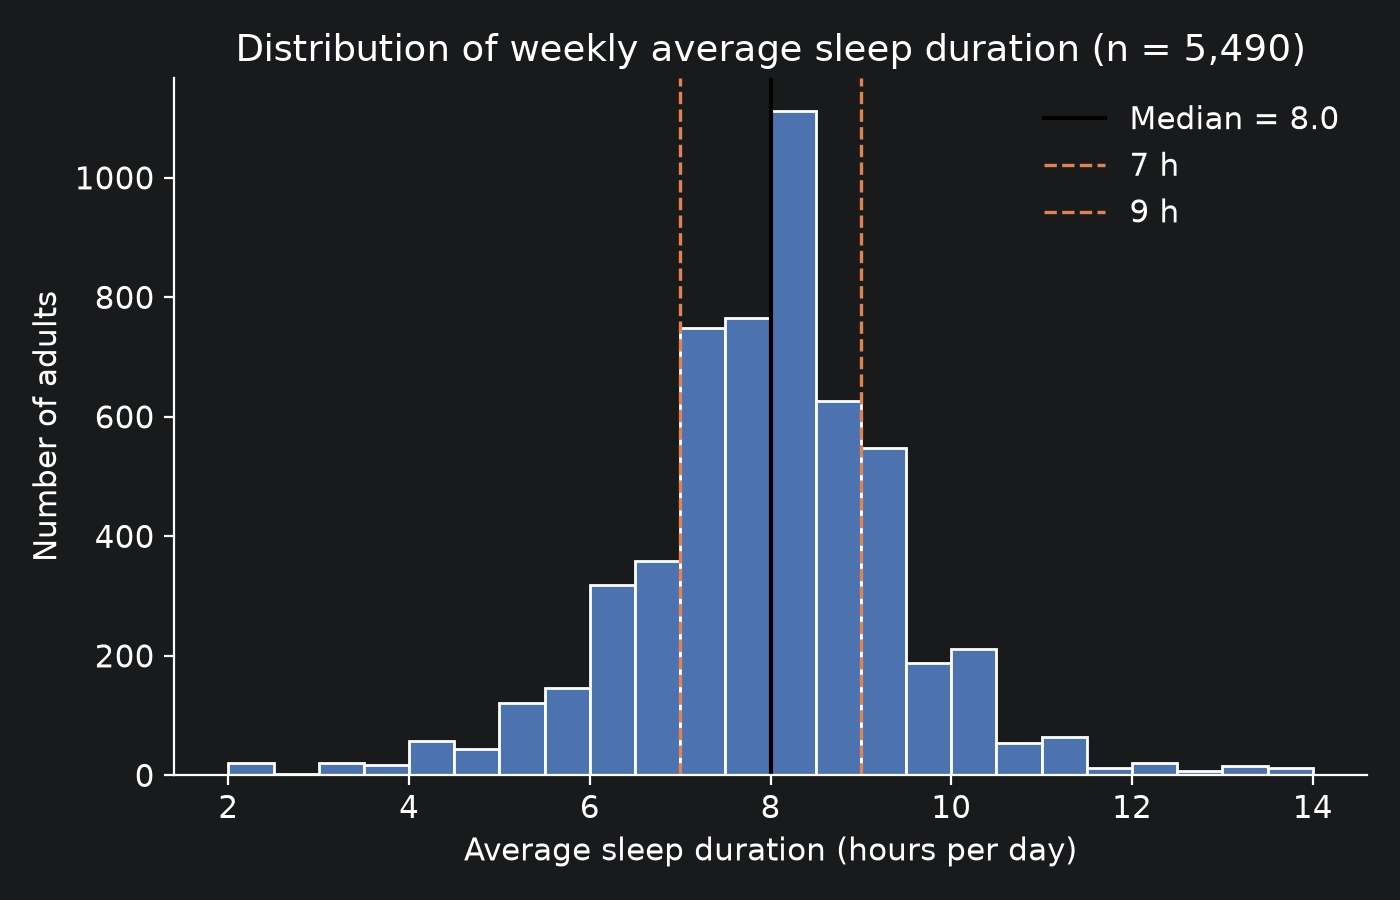 Distribution of weekly average sleep duration (n = 5,490)
Median = 8.0
7 h
9 h
Number of adults
1000
800
600
400
200
0
2 4 6 8 10 12 14
Average sleep duration (hours per day)